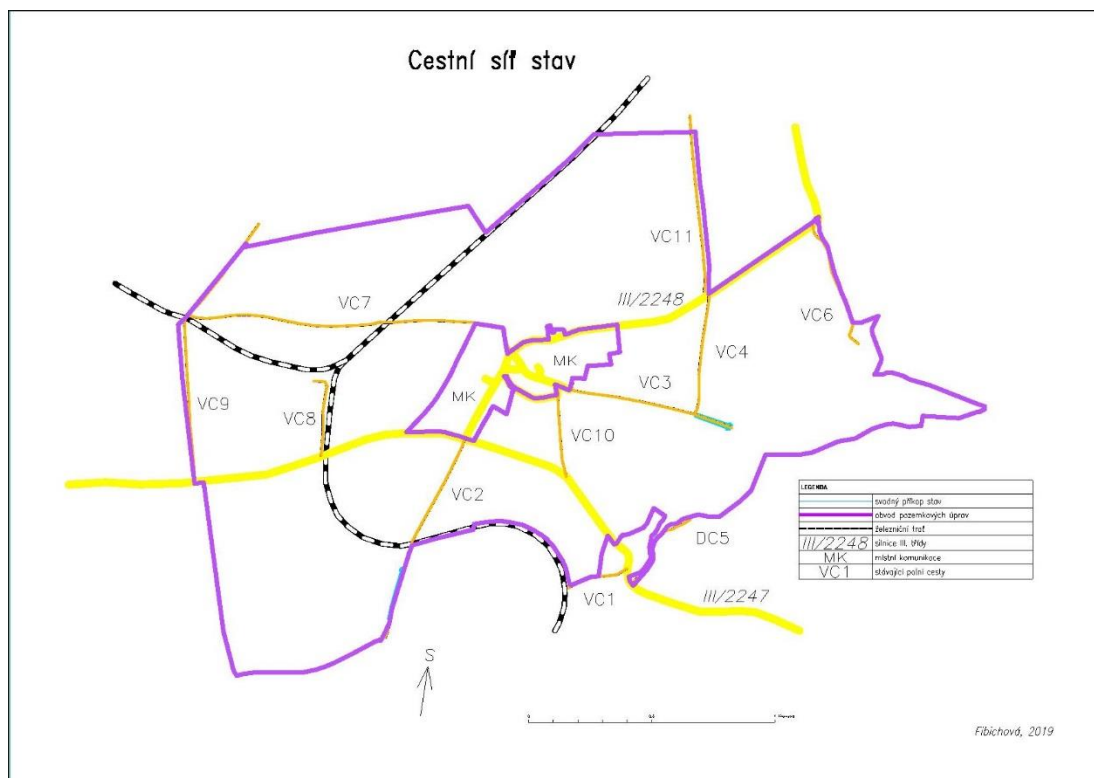 Cestní síť stav
VC11
III/2248
VC7
VC6
VC4
MK
VC3
MK
VC9
VC8
VC10
VC2
LEGENDA
svodný příkop stav
obvod pozemkových úprav
železniční trať
III/2248 silnice III. třídy
MK místní komunikace
VC1 stávající polní cesty
DC5
VC1
III/2247
S
0
Fibichová, 2019